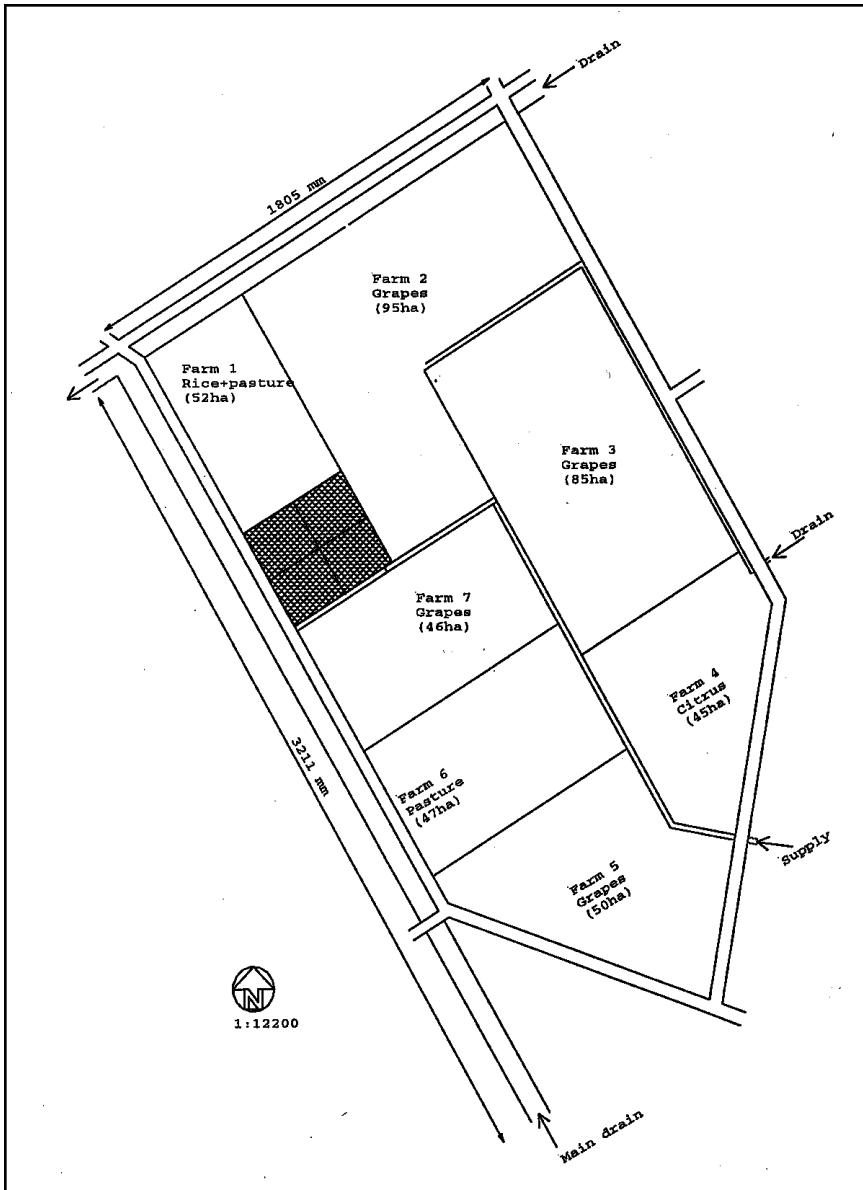 Drain
1805 mm
Farm 2
Grapes
(95ha)
Farm 1
Rice+pasture
(52ha)
Farm 3
Grapes
(85ha)
Drain
Farm 7
Grapes
(46ha)
Farm 4
Citrus
(45ha)
3211 mm
Farm 6
Pasture
(47ha)
Supply
Farm 5
Grapes
(50ha)
N
1:12200
Main drain